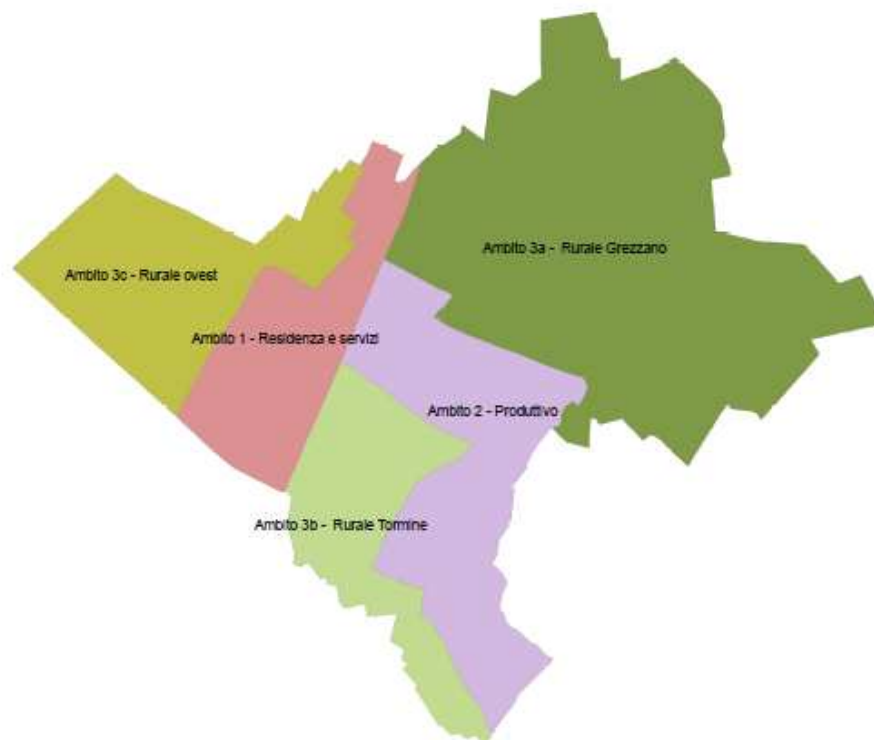 Ambito 3a - Rurale Grezzano
Ambito 3c - Rurale ovest
Ambito 1 - Residenza e servizi
Ambito 2 - Produttivo
Ambito 3b - Rurale Tormine